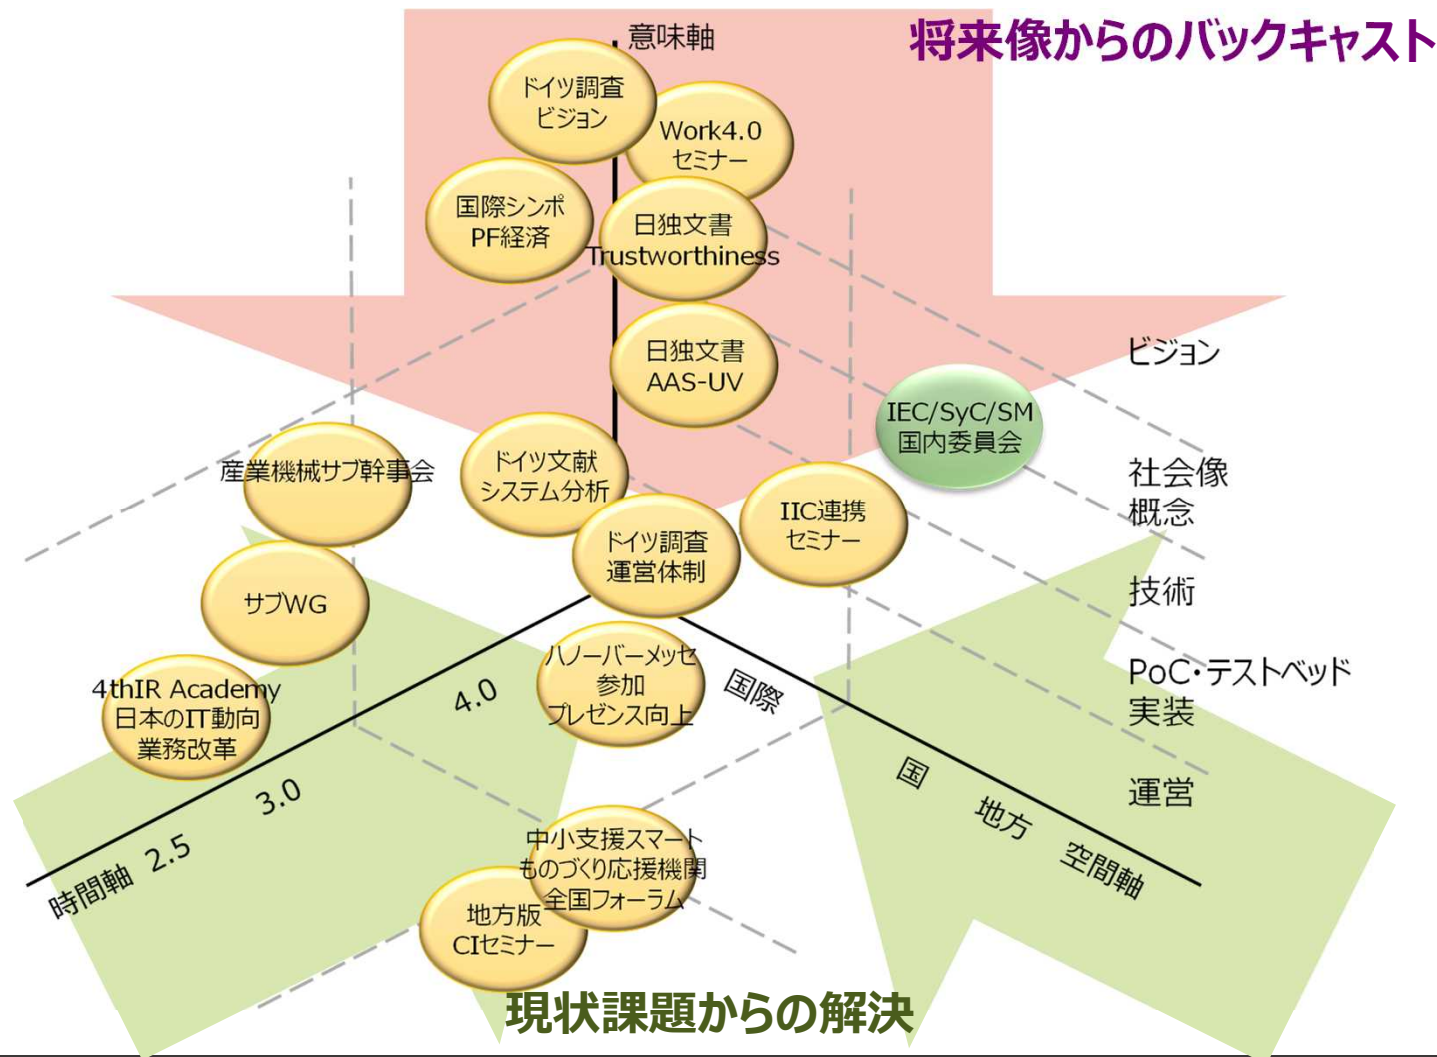 将来像からのバックキャスト
意味軸
ドイツ調査
ビジョン
Work4.0
セミナー
国際シンポ
PF経済
日独文書
Trustworthiness
日独文書
AAS-UV
ビジョン
IEC/SyC/SM
国内委員会
産業機械サブ幹事会
ドイツ文献
システム分析
社会像
概念
IIC連携
セミナー
ドイツ調査
運営体制
サブWG
技術
4thIR Academy
日本のIT動向
業務改革
ハノーバーメッセ
参加
プレゼンス向上
PoC・テストベッド
実装
運営
時間軸 2.5 3.0 4.0
国際 国 地方 空間軸
中小支援スマート
ものづくり応援機関
全国フォーラム
地方版
CIセミナー
現状課題からの解決